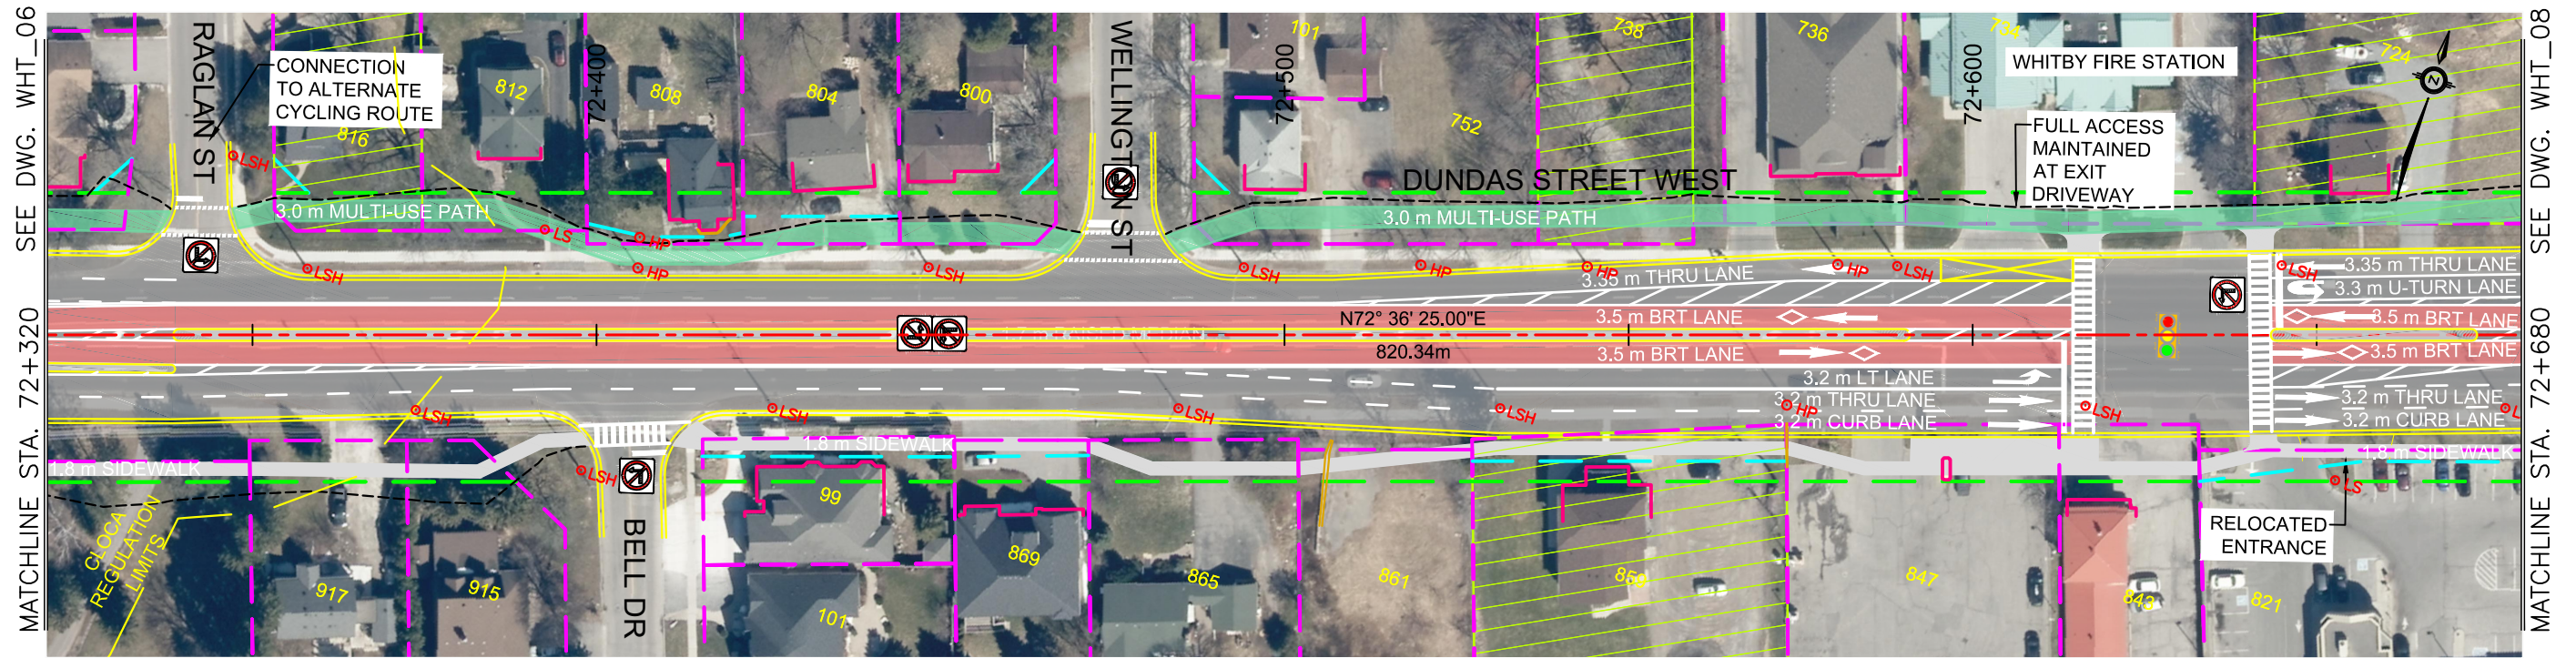 SEE DWG. WHT_06
MATCHLINE STA. 72+320
RAGLAN ST
CONNECTION
TO ALTERNATE
CYCLING ROUTE
816
812
72+400
808
804
800
WELLINGTON ST
101
72+500
752
738
736
734
72+600
WHITBY FIRE STATION
724
N
FULL ACCESS
MAINTAINED
AT EXIT
DRIVEWAY
DUNDAS STREET WEST
LSH
3.0 m MULTI-USE PATH
3.0 m MULTI-USE PATH
LS
HP
LSH
HP
LSH
LSH
HP
HP
HP
LSH
LSH
3.35 m THRU LANE
3.35 m THRU LANE
3.3 m U-TURN LANE
N72° 36' 25.00"E
3.5 m BRT LANE
3.5 m BRT LANE
820.34m
3.5 m BRT LANE
3.5 m BRT LANE
3.2 m LT LANE
3.2 m THRU LANE
3.2 m CURB LANE
3.2 m THRU LANE
3.2 m CURB LANE
LSH
LSH
LSH
LSH
HP
LSH
1.8 m SIDEWALK
1.8 m SIDEWALK
1.8 m SIDEWALK
LSH
LS
CLOCA
REGULATION
LIMITS
917
915
BELL DR
99
101
869
865
861
859
847
843
821
RELOCATED
ENTRANCE
SEE DWG. WHT_08
MATCHLINE STA. 72+680